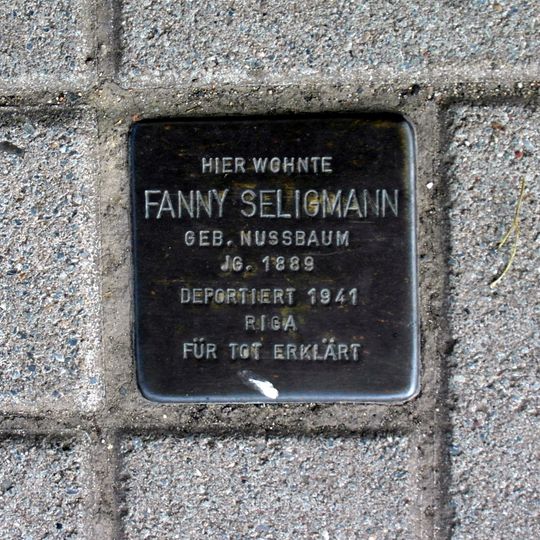 HIER WOHNTE
FANNY SELIGMANN
GEB. NUSSBAUM
JG. 1889
DEPORTIERT 1941
RIGA
FÜR TOT ERKLÄRT